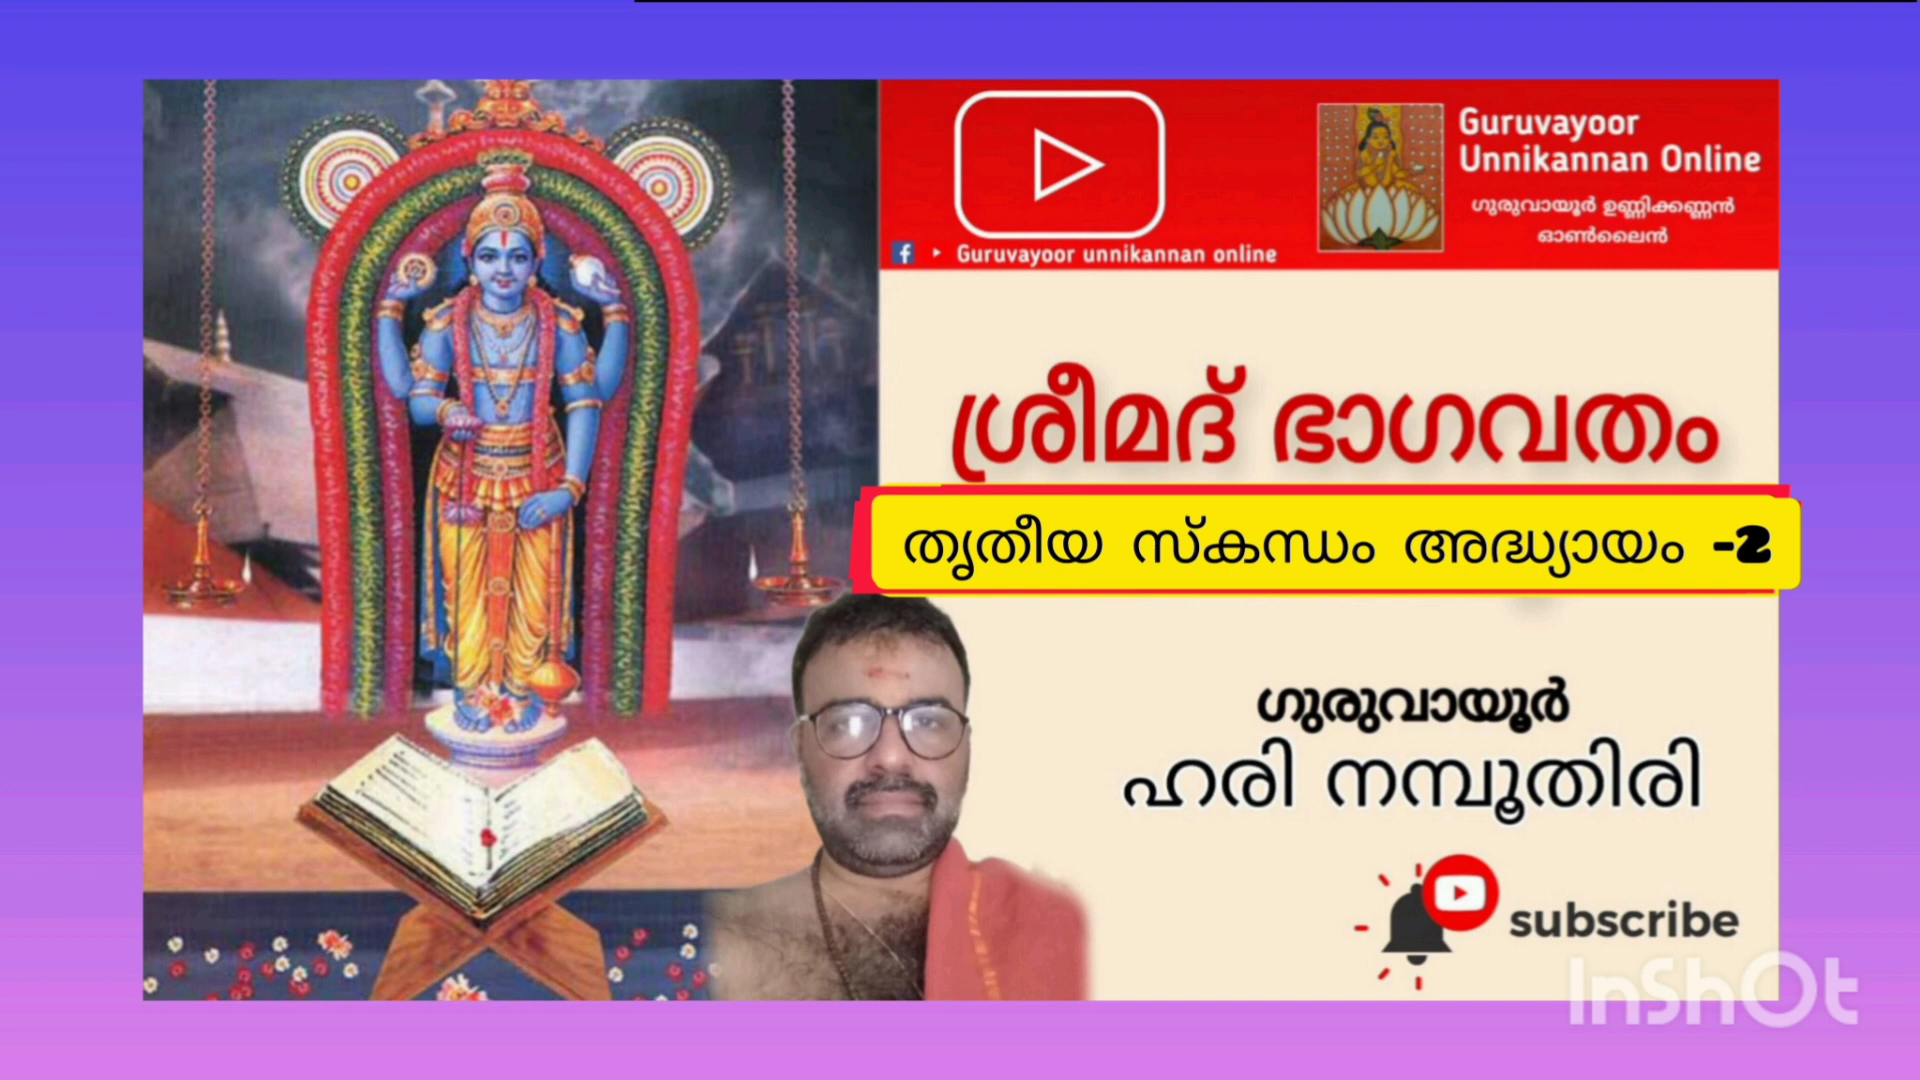 Guruvayoor
Unnikannan Online
ഗുരുവായൂർ ഉണ്ണിക്കണ്ണൻ
ഓൺലൈൻ
Guruvayoor unnikannan online
ശ്രീമദ് ഭാഗവതം
തൃതീയ സ്കന്ധം അദ്ധ്യായം -2
ഗുരുവായൂർ
ഹരി നമ്പൂതിരി
subscribe
InShOt